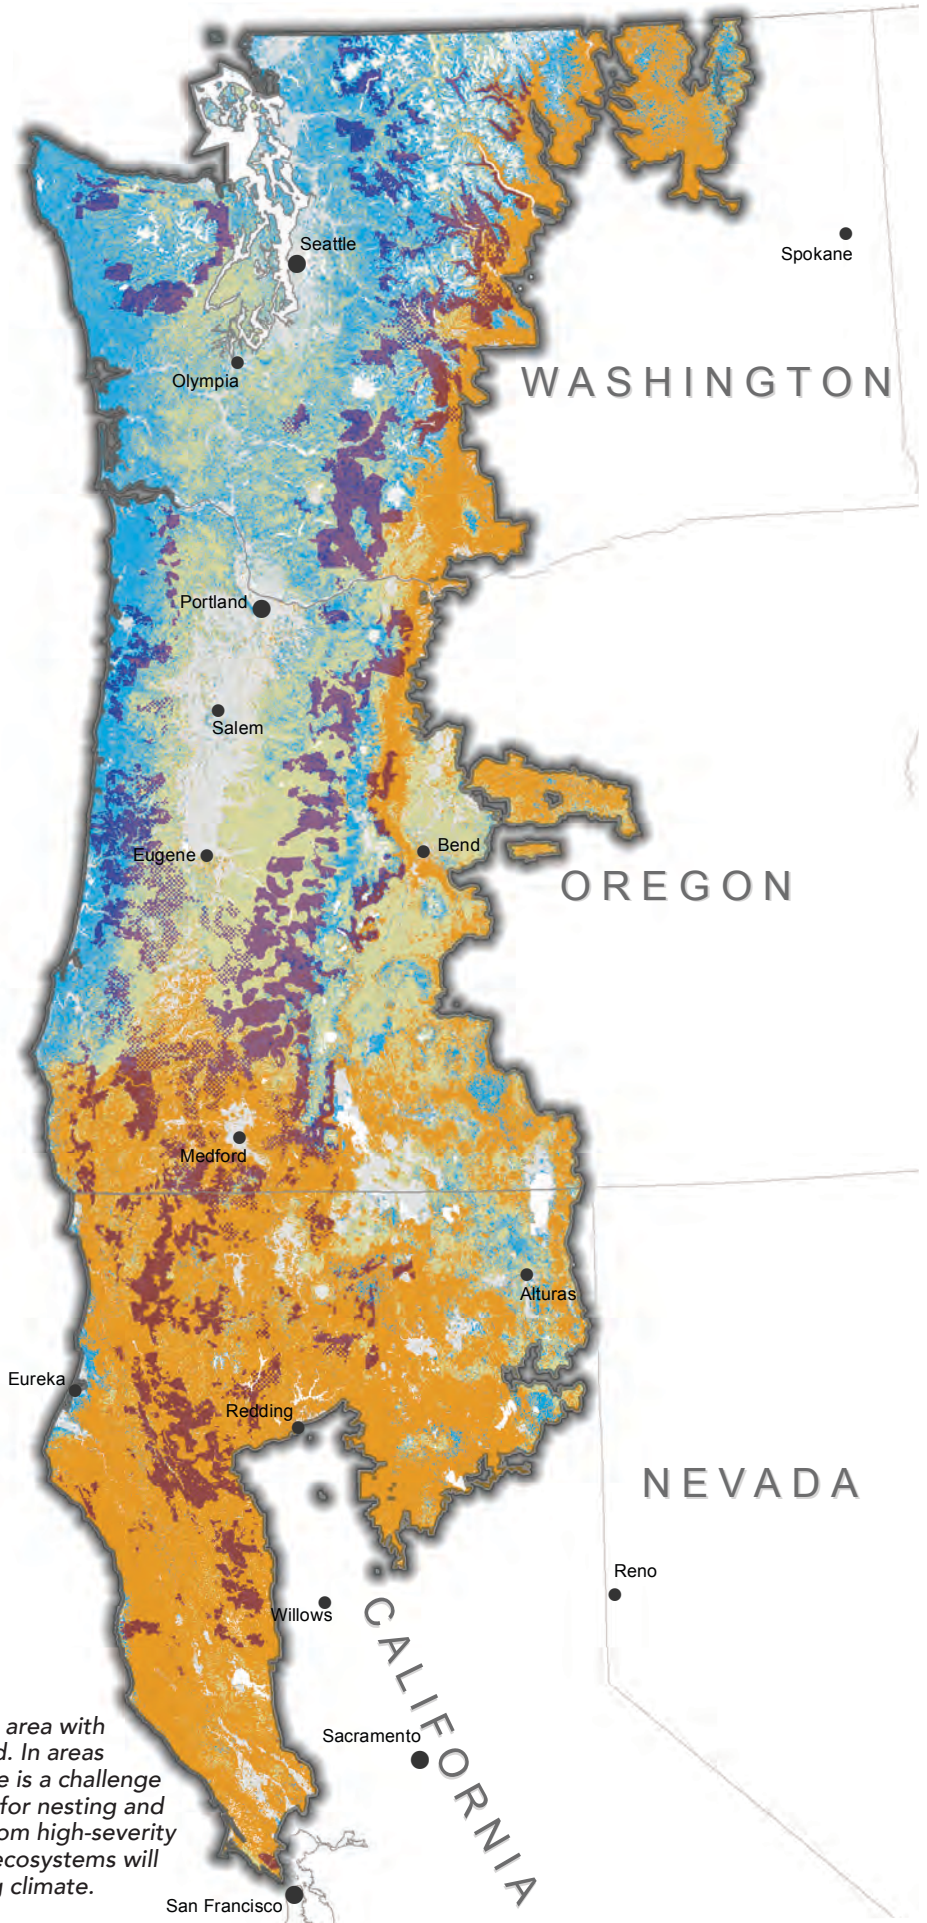 Seattle
Spokane
Olympia
WASHINGTON
Portland
Salem
Bend
Eugene
OREGON
Medford
Alturas
Eureka
Redding
NEVADA
Reno
Willows
CALIFORNIA
Sacramento
area with
d. In areas
e is a challenge
for nesting and
om high-severity
ecosystems will
g climate.
San Francisco